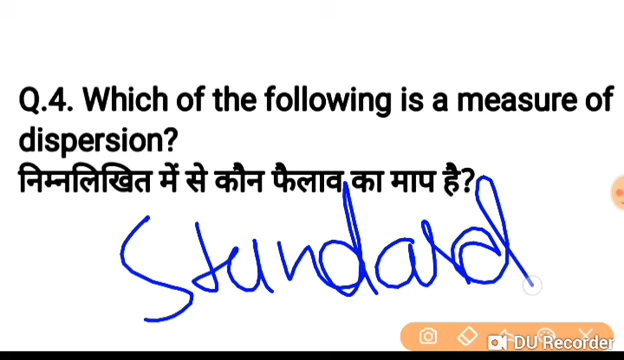 Q.4. Which of the following is a measure of
dispersion?
निम्नलिखित में से कौन फैलाव का माप है?
Standard
DU Recorder